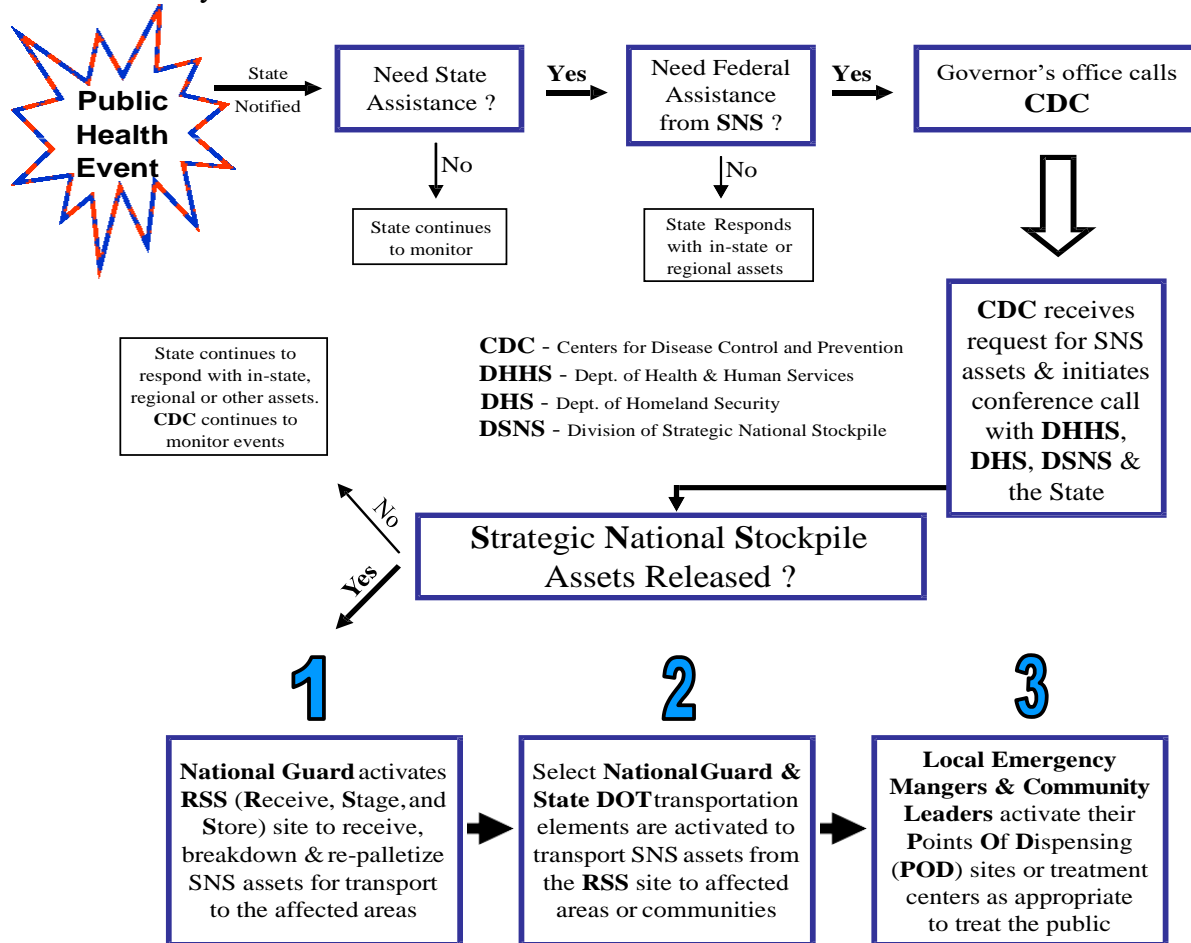 Public
Health
Event
State
Notified
Need State
Assistance ?
Yes
Need Federal
Assistance
from SNS ?
Yes
Governor's office calls
CDC
No
State continues
to monitor
No
State Responds
with in-state or
regional assets
CDC receives
request for SNS
assets & initiates
conference call
with DHHS,
DHS, DSNS &
the State
CDC - Centers for Disease Control and Prevention
DHHS - Dept. of Health & Human Services
DHS - Dept. of Homeland Security
DSNS - Division of Strategic National Stockpile
State continues to
respond with in-state,
regional or other assets.
CDC continues to
monitor events
No
Yes
Strategic National Stockpile
Assets Released ?
1
2
3
National Guard activates
RSS (Receive, Stage, and
Store) site to receive,
breakdown & re-palletize
SNS assets for transport
to the affected areas
Select National Guard &
State DOT transportation
elements are activated to
transport SNS assets from
the RSS site to affected
areas or communities
Local Emergency
Mangers & Community
Leaders activate their
Points Of Dispensing
(POD) sites or treatment
centers as appropriate
to treat the public